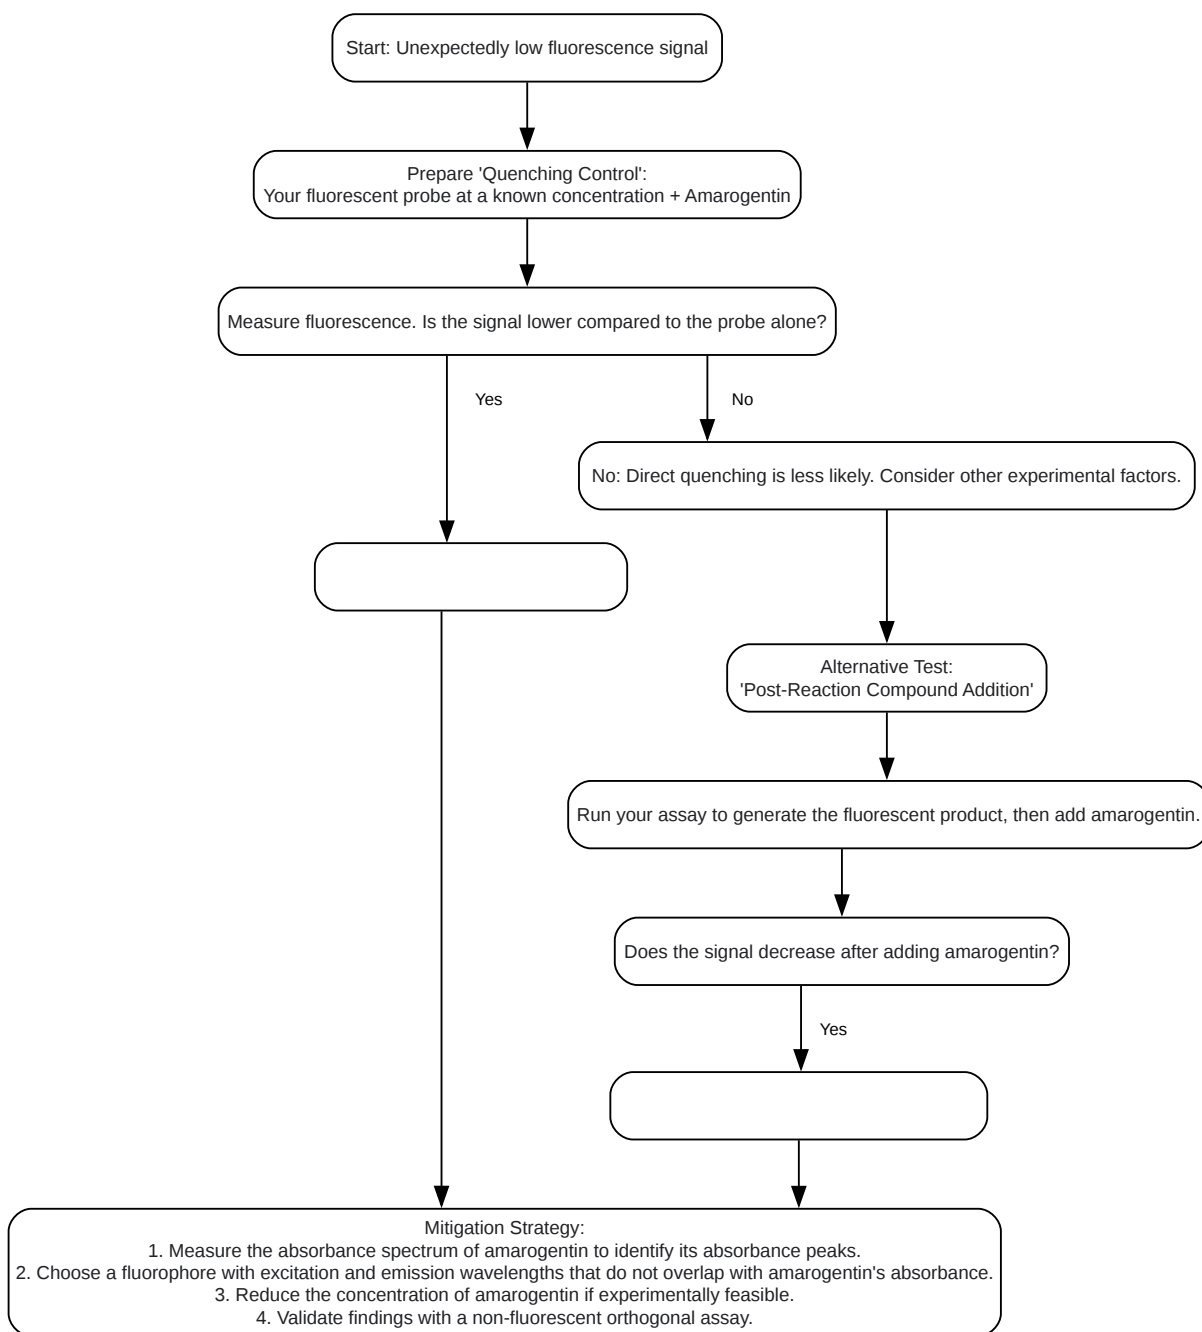 Start: Unexpectedly low fluorescence signal
Prepare 'Quenching Control':
Your fluorescent probe at a known concentration + Amarogentin
Measure fluorescence. Is the signal lower compared to the probe alone?
Yes
No
No: Direct quenching is less likely. Consider other experimental factors.
Alternative Test:
'Post-Reaction Compound Addition'
Run your assay to generate the fluorescent product, then add amarogentin.
Does the signal decrease after adding amarogentin?
Yes
Mitigation Strategy:
1. Measure the absorbance spectrum of amarogentin to identify its absorbance peaks.
2. Choose a fluorophore with excitation and emission wavelengths that do not overlap with amarogentin's absorbance.
3. Reduce the concentration of amarogentin if experimentally feasible.
4. Validate findings with a non-fluorescent orthogonal assay.